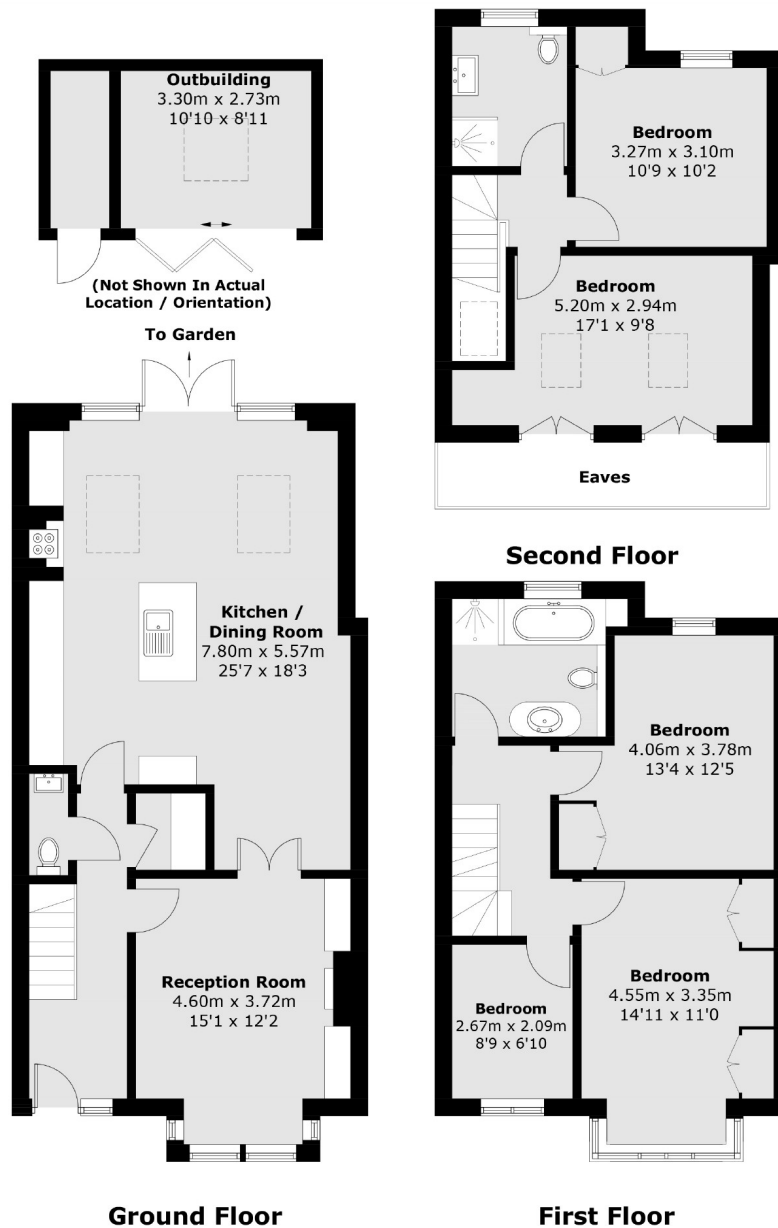 Outbuilding
3.30m x 2.73m
10'10 x 8'11
(Not Shown In Actual
Location / Orientation)
To Garden
Kitchen /
Dining Room
7.80m x 5.57m
25'7 x 18'3
Reception Room
4.60m x 3.72m
15'1 x 12'2
Ground Floor
Bedroom
3.27m x 3.10m
10'9 x 10'2
Bedroom
5.20m x 2.94m
17'1 x 9'8
Eaves
Second Floor
Bedroom
4.06m x 3.78m
13'4 x 12'5
Bedroom
4.55m x 3.35m
14'11 x 11'0
Bedroom
2.67m x 2.09m
8'9 x 6'10
First Floor